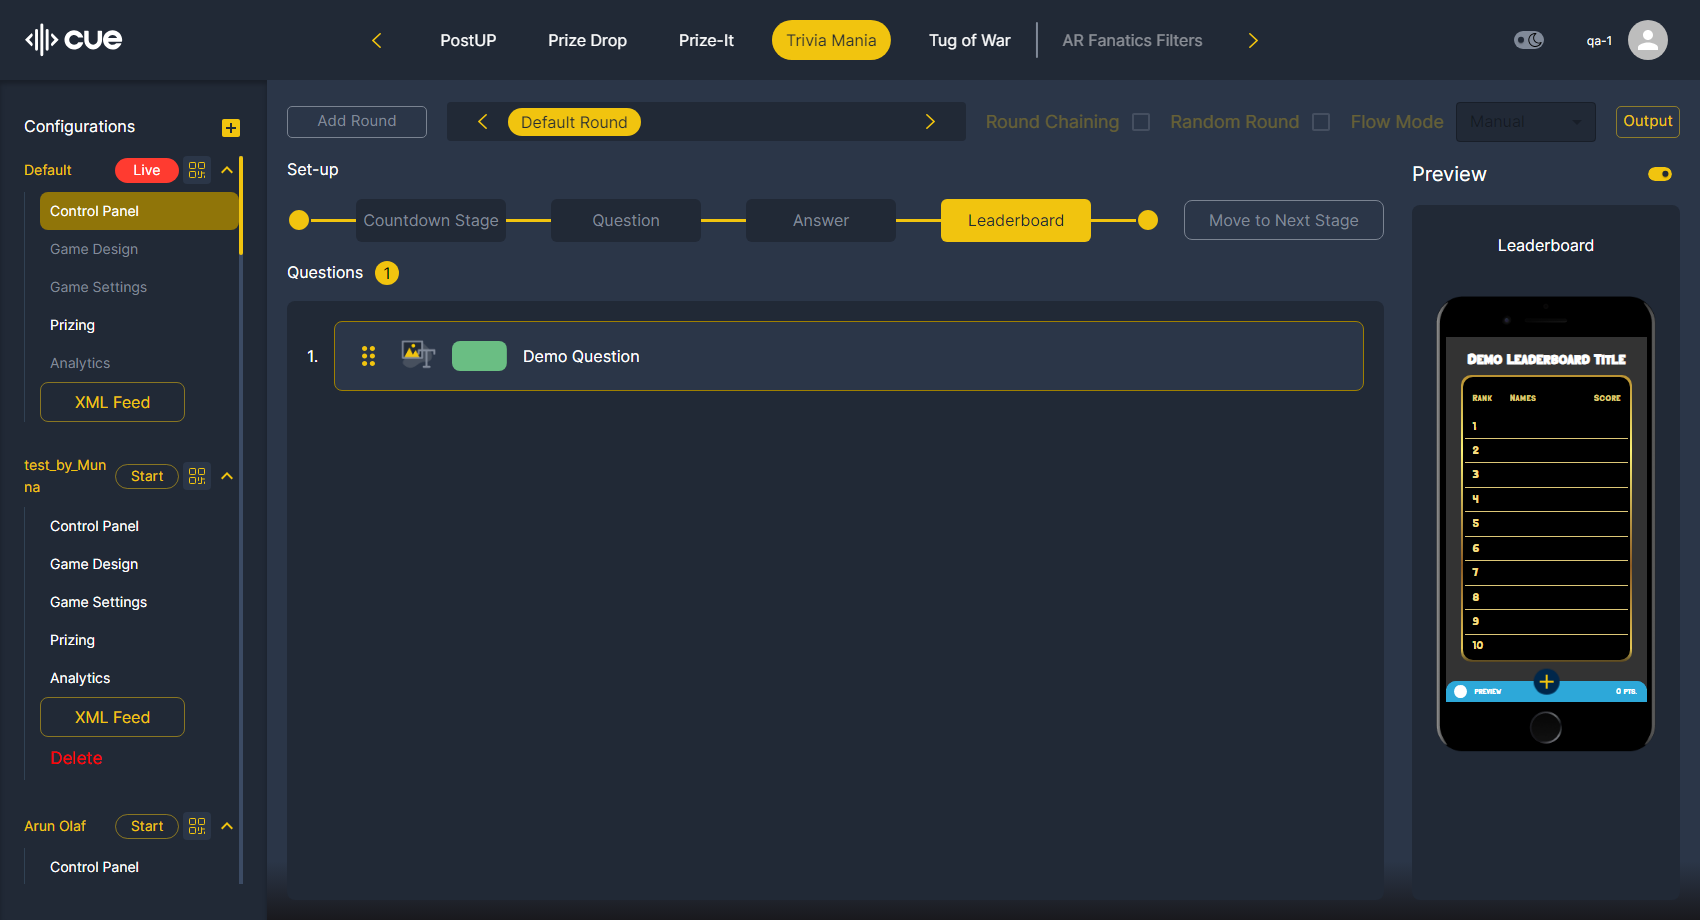 cue
PostUP
Prize Drop
Prize-It
Trivia Mania
Tug of War
AR Fanatics Filters
qa-1
Configurations
Default
Live
Control Panel
Game Design
Game Settings
Prizing
Analytics
XML Feed
test_by_Mun
na
Start
Control Panel
Game Design
Game Settings
Prizing
Analytics
XML Feed
Delete
Arun Olaf
Start
Control Panel
Add Round
Default Round
Round Chaining
Random Round
Flow Mode
Manual
Output
Set-up
Countdown Stage
Question
Answer
Leaderboard
Move to Next Stage
Questions 1
1.
Demo Question
Preview
Leaderboard
Demo Leaderboard Title
Rank Names Score
1
2
3
4
5
6
7
8
9
10
PREVIEW
0 PTS.